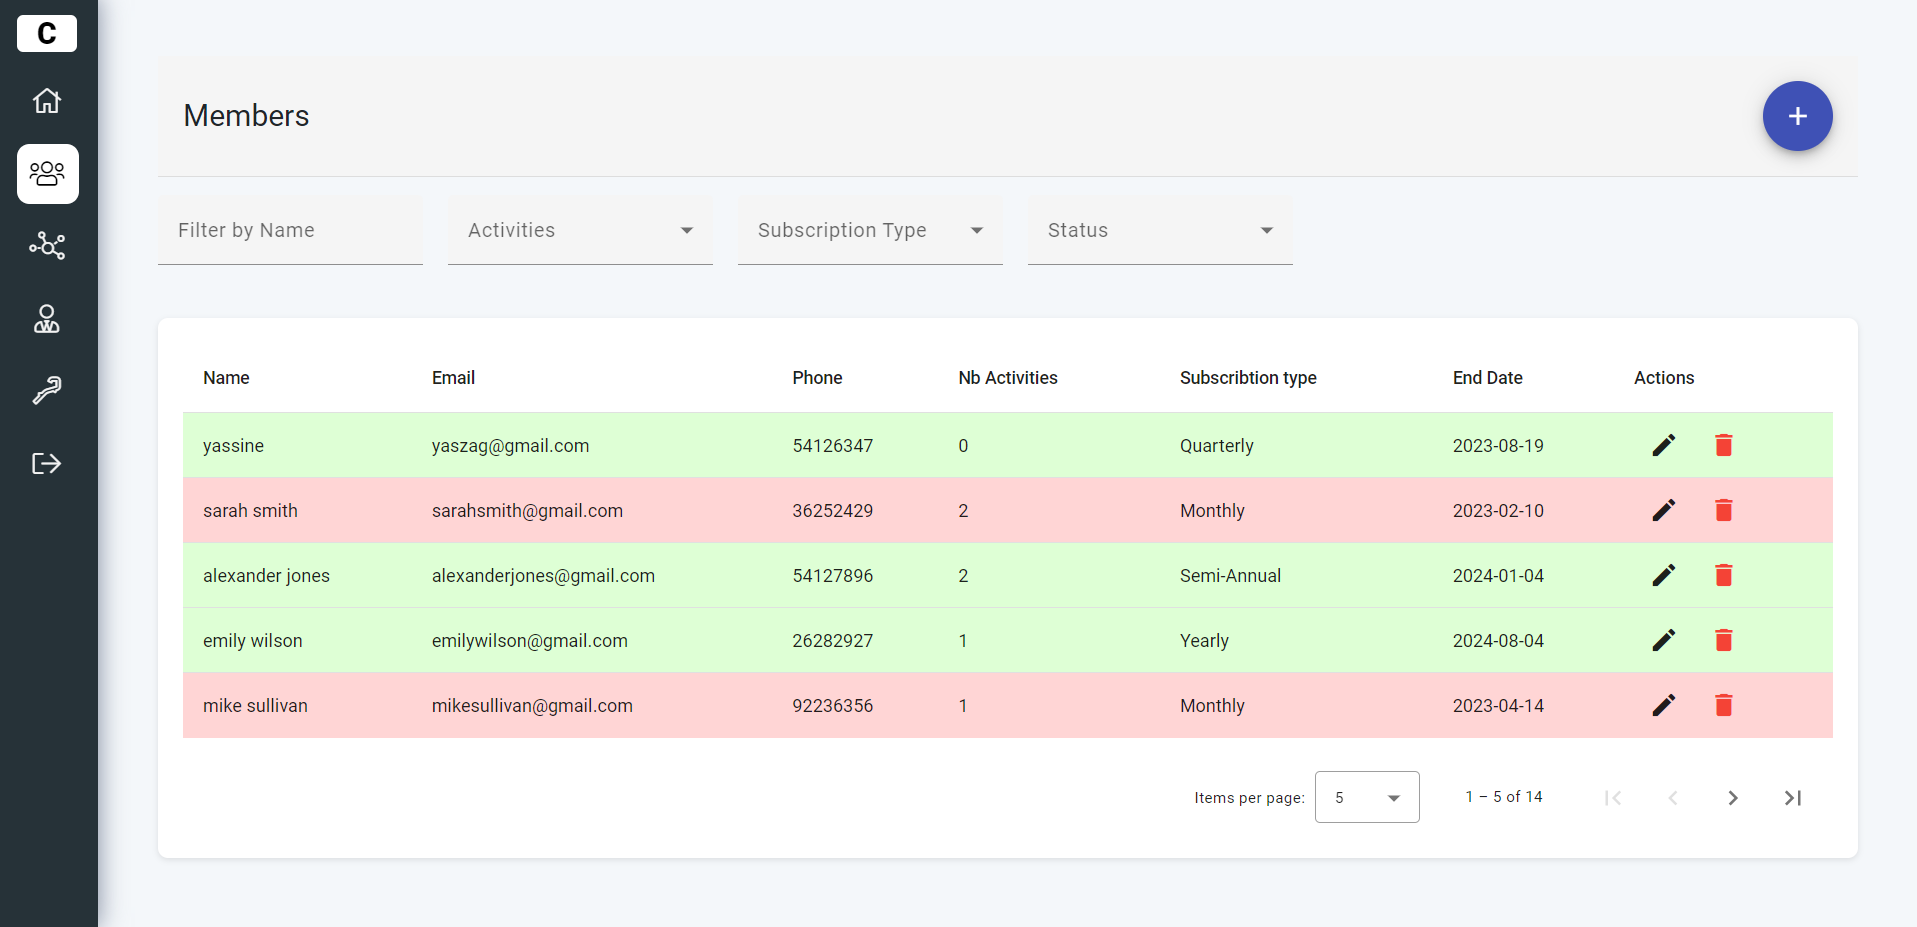 C
Members
+
Filter by Name Activities Subscription Type Status
Name Email Phone Nb Activities Subscribtion type End Date Actions
yassine yaszag@gmail.com 54126347 0 Quarterly 2023-08-19
sarah smith sarahsmith@gmail.com 36252429 2 Monthly 2023-02-10
alexander jones alexanderjones@gmail.com 54127896 2 Semi-Annual 2024-01-04
emily wilson emilywilson@gmail.com 26282927 1 Yearly 2024-08-04
mike sullivan mikesullivan@gmail.com 92236356 1 Monthly 2023-04-14
Items per page: 5 1 – 5 of 14